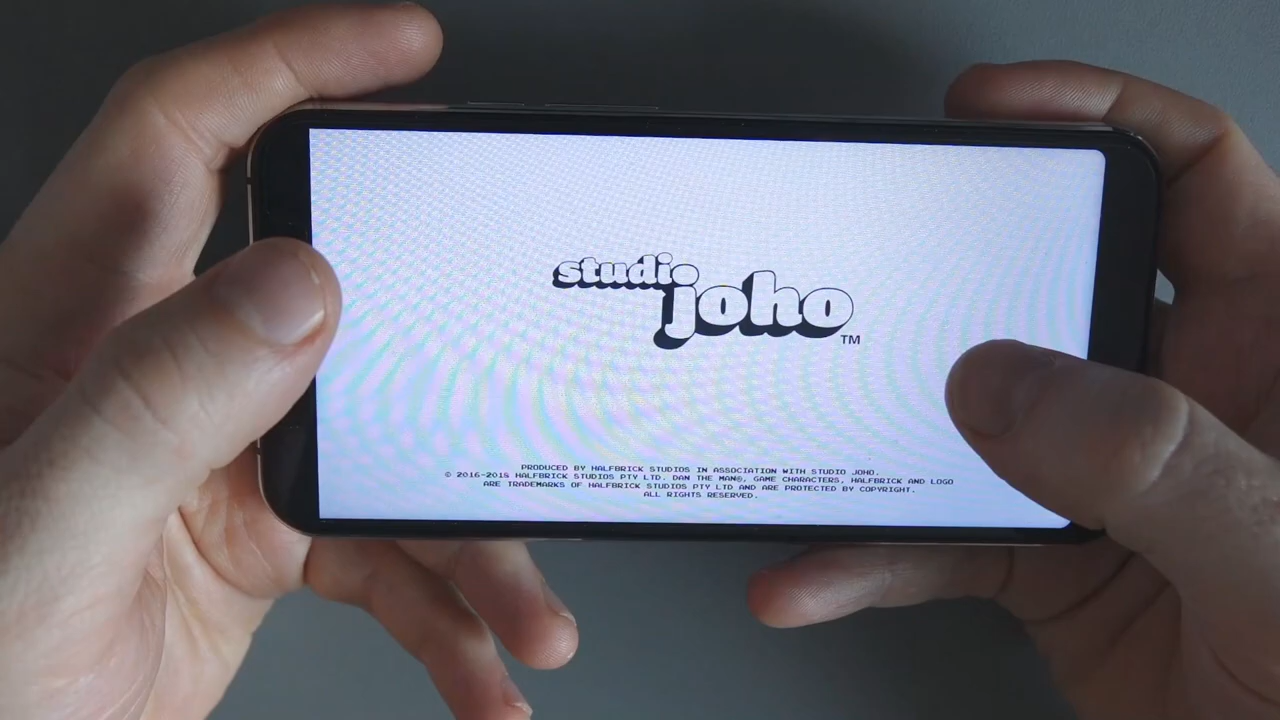 studio
joho
TM
PRODUCED BY HALFBRICK STUDIOS IN ASSOCIATION WITH STUDIO JOHO.
© 2016-2018 HALFBRICK STUDIOS PTY LTD. DAN THE MAN®, GAME CHARACTERS, HALFBRICK AND LOGO
ARE TRADEMARKS OF HALFBRICK STUDIOS PTY LTD AND ARE PROTECTED BY COPYRIGHT.
ALL RIGHTS RESERVED.